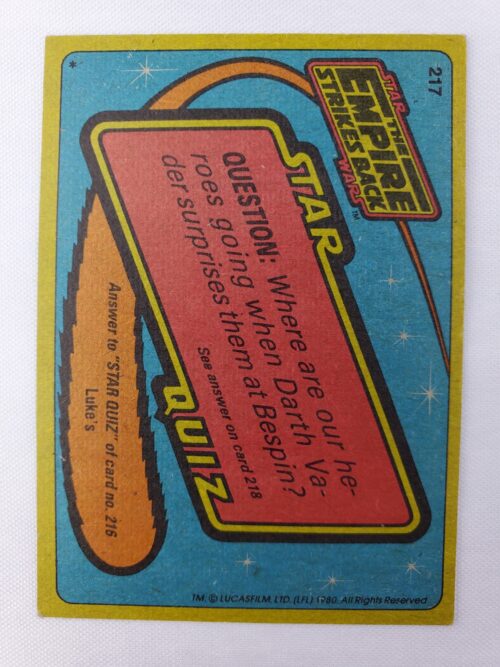 217
STAR
THE
EMPIRE
STRIKES BACK
WARS™
STAR
QUIZ
QUESTION: Where are our he-
roes going when Darth Va-
der surprises them at Bespin?
See answer on card 218
Answer to "STAR QUIZ" of card no. 216
Luke's
*
TM, © LUCASFILM, LTD. (LFL) 1980. All Rights Reserved